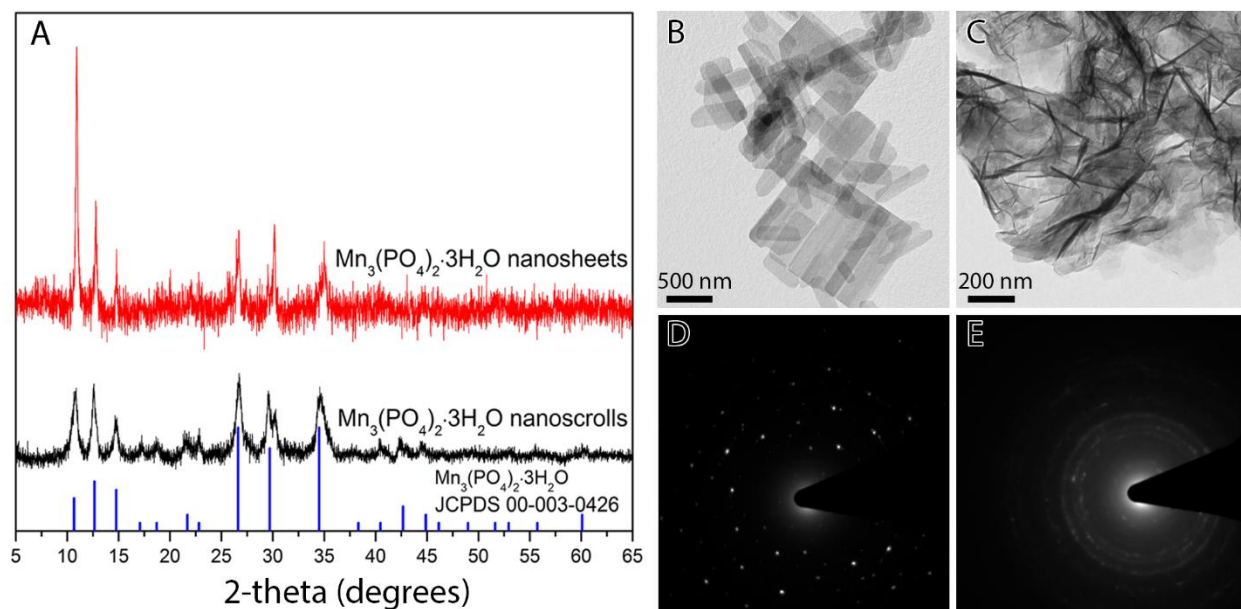 A
Mn₃(PO₄)₂·3H₂O nanosheets
Mn₃(PO₄)₂·3H₂O nanoscrolls
Mn₃(PO₄)₂·3H₂O
JCPDS 00-003-0426
5 10 15 20 25 30 35 40 45 50 55 60 65
2-theta (degrees)
B
500 nm
C
200 nm
D
E